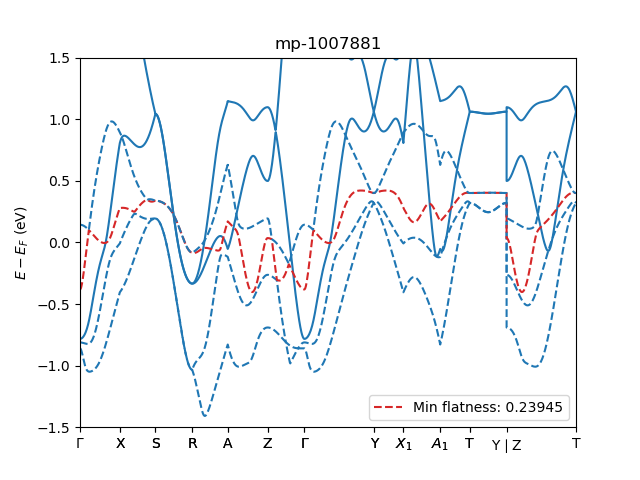 mp-1007881
E − E_F (eV)
1.5
1.0
0.5
0.0
−0.5
−1.0
−1.5
Min flatness: 0.23945
Γ X S R A Z Γ Y X₁ A₁ T Y | Z T